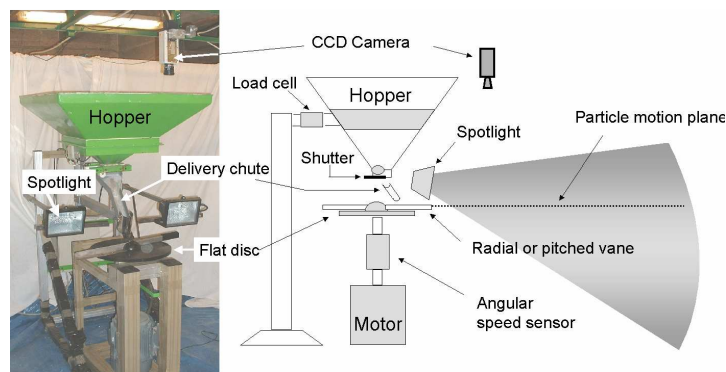 CCD Camera
Load cell
Hopper
Hopper
Particle motion plane
Spotlight
Shutter
Delivery chute
Spotlight
Flat disc
Radial or pitched vane
Angular
speed sensor
Motor